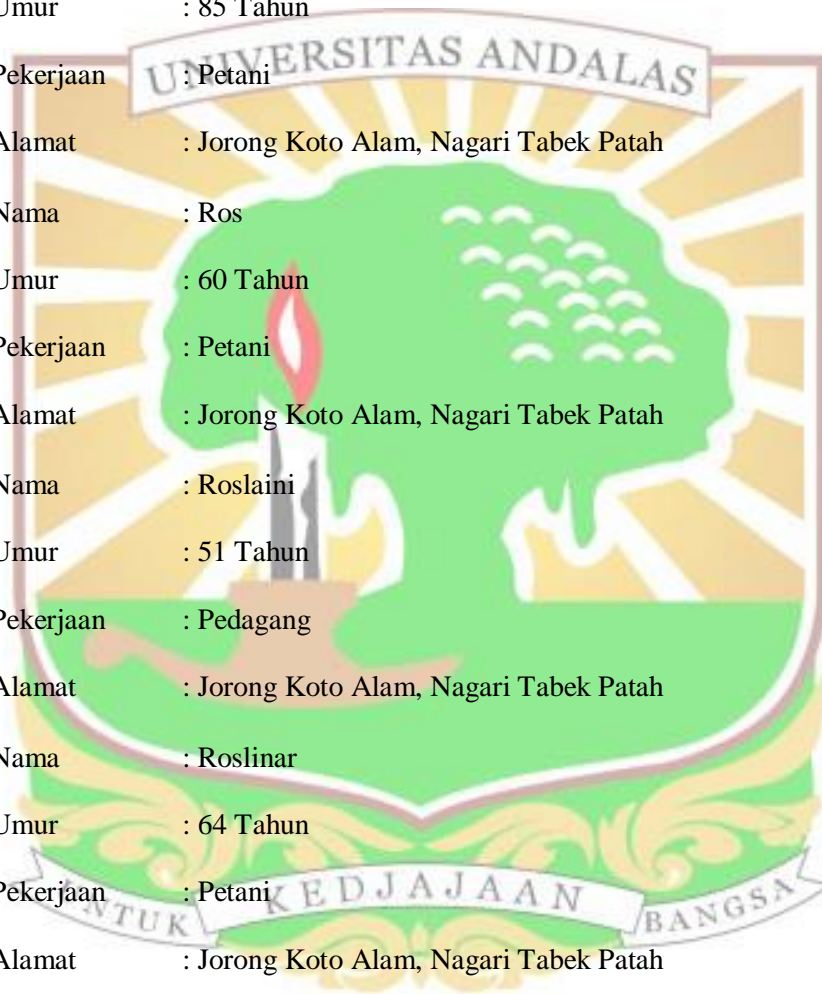 Umur : 85 Tahun
UNIVERSITAS ANDALAS
Pekerjaan : Petani
Alamat : Jorong Koto Alam, Nagari Tabek Patah
Nama : Ros
Umur : 60 Tahun
Pekerjaan : Petani
Alamat : Jorong Koto Alam, Nagari Tabek Patah
Nama : Roslaini
Umur : 51 Tahun
Pekerjaan : Pedagang
Alamat : Jorong Koto Alam, Nagari Tabek Patah
Nama : Roslinar
Umur : 64 Tahun
Pekerjaan : Petani
UNTUK KEDJAJAAN BANGSA
Alamat : Jorong Koto Alam, Nagari Tabek Patah